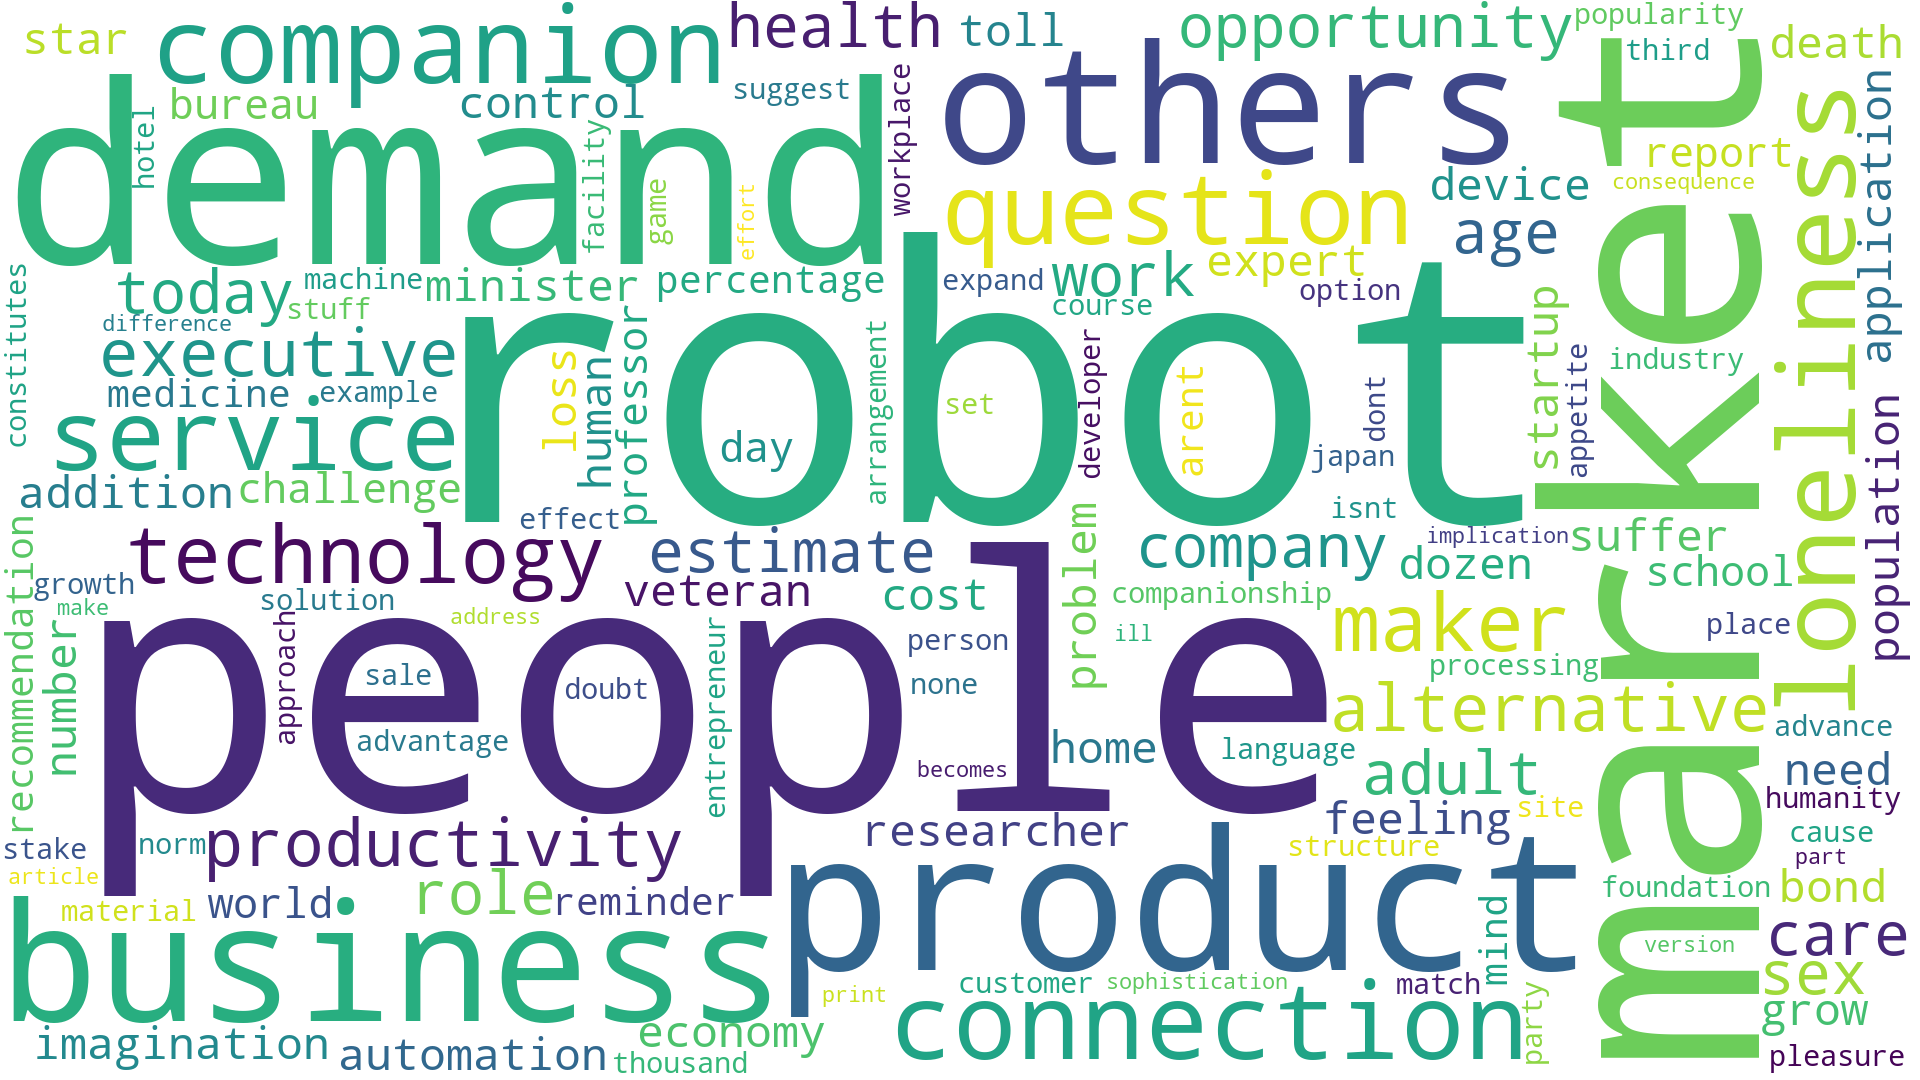 star
companion
health
toll
opportunity
popularity
third
death
bureau
control
suggest
demand
hotel
facility
game
effort
workplace
others
question
device
report
consequence
age
market
loneliness
application
constitutes
today
machine
stuff
minister
percentage
difference
expand
work
course
expert
option
executive
medicine
example
service
robot
loss
human
professor
day
arrangement
set
developer
arent
dont
japan
isnt
startup
appetite
industry
population
addition
challenge
effect
technology
estimate
company
implication
dozen
suffer
school
recommendation
growth
make
solution
veteran
address
cost
problem
companionship
ill
maker
place
number
people
approach
sale
doubt
advantage
entrepreneur
person
none
becomes
home
language
processing
alternative
adult
advance
need
humanity
cause
part
stake
norm
article
productivity
researcher
feeling
site
structure
material
world
role
reminder
product
mind
foundation
bond
care
business
version
sex
grow
pleasure
print
customer
sophistication
match
party
connection
imagination
automation
economy
thousand